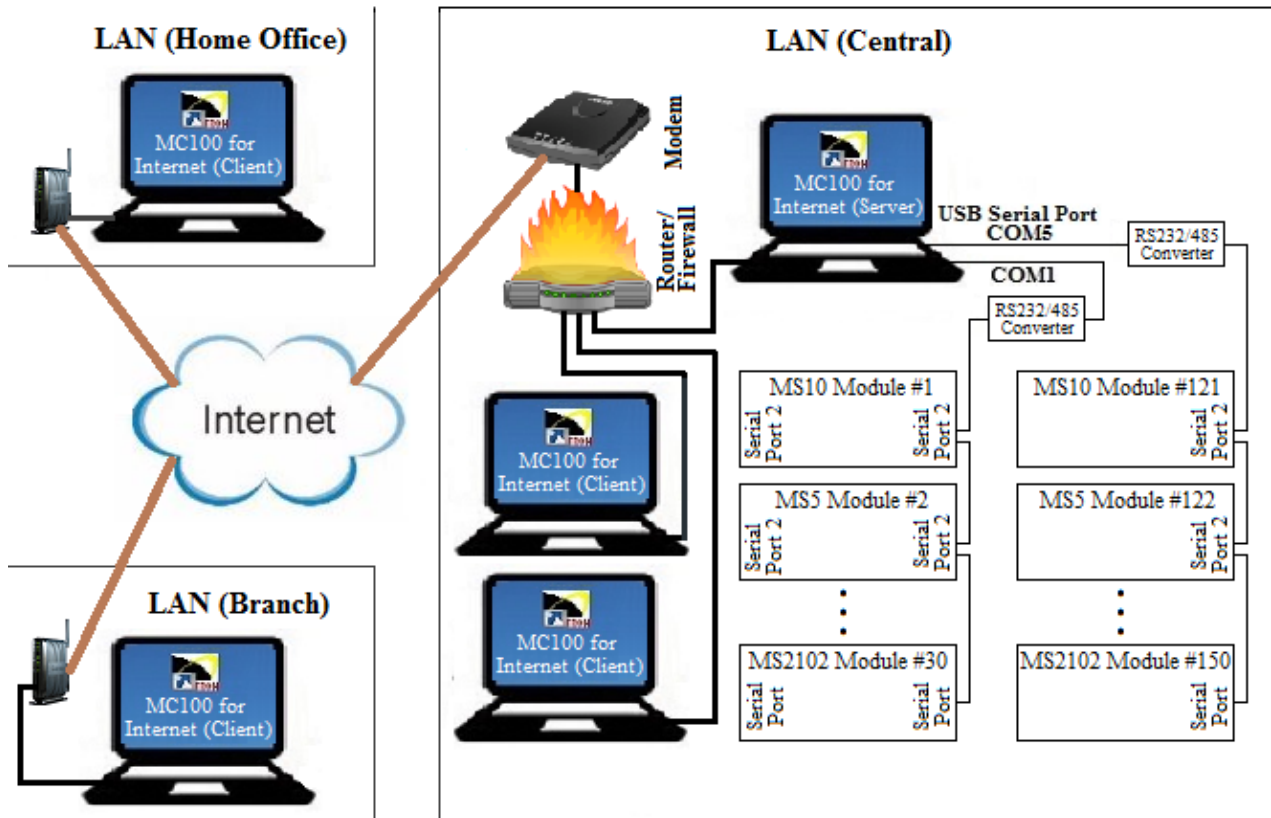 LAN (Home Office)
MC100 for
Internet (Client)
LAN (Central)
Modem
Router/
Firewall
MC100 for
Internet (Server)
USB Serial Port
COM5
RS232/485
Converter
COM1
RS232/485
Converter
Internet
MC100 for
Internet (Client)
MC100 for
Internet (Client)
MS10 Module #1
Serial
Port 2
Serial
Port 2
MS5 Module #2
Serial
Port 2
Serial
Port 2
MS2102 Module #30
Serial
Port
Serial
Port
MS10 Module #121
Serial
Port 2
MS5 Module #122
Serial
Port 2
MS2102 Module #150
Serial
Port
LAN (Branch)
MC100 for
Internet (Client)